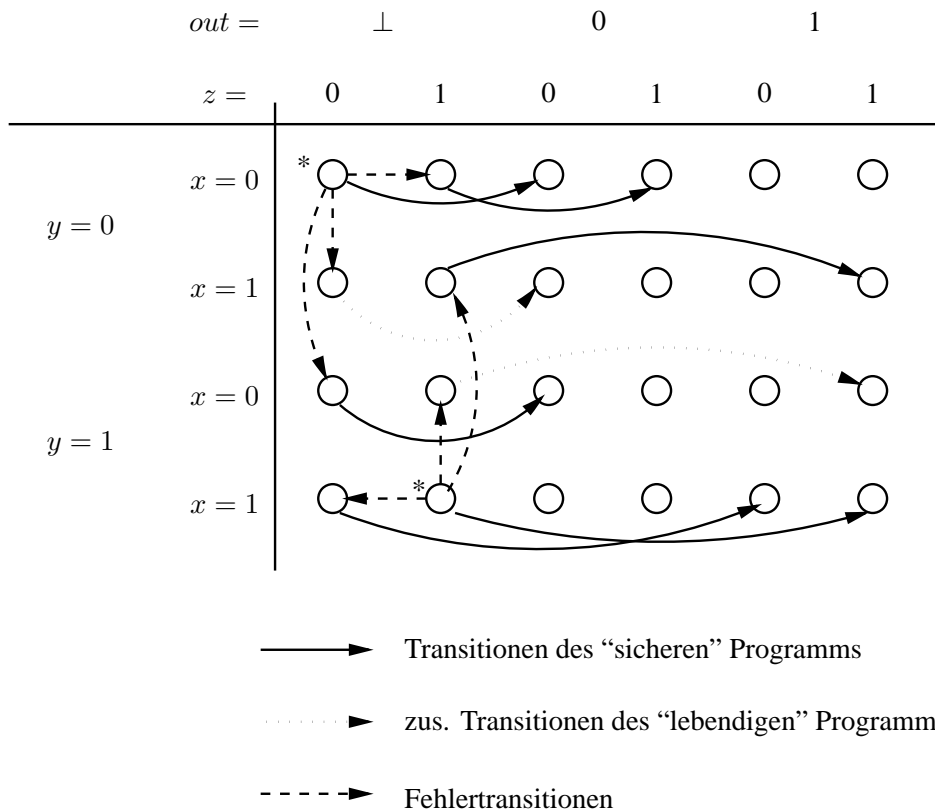 out = ⊥ 0 1
z = 0 1 0 1 0 1
* x = 0
y = 0
x = 1
x = 0
y = 1
* x = 1
Transitionen des “sicheren” Programms
zus. Transitionen des “lebendigen” Programm
Fehlertransitionen